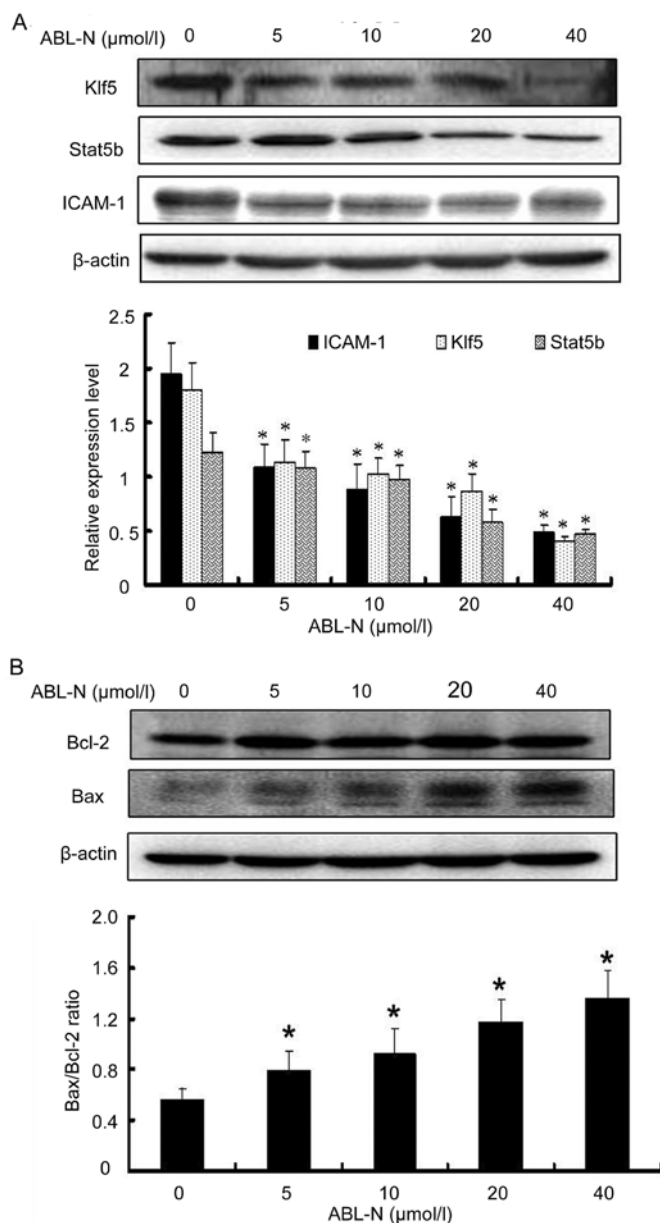 A
ABL-N (µmol/l) 0 5 10 20 40
Klf5
Stat5b
ICAM-1
β-actin
2.5
2
1.5
1
0.5
0
Relative expression level
ICAM-1 Klf5 Stat5b
* * *
* * *
* * *
* * *
0 5 10 20 40
ABL-N (µmol/l)
B
ABL-N (µmol/l) 0 5 10 20 40
Bcl-2
Bax
β-actin
2.0
1.6
1.2
0.8
0.4
0
Bax/Bcl-2 ratio
* * * *
0 5 10 20 40
ABL-N (µmol/l)